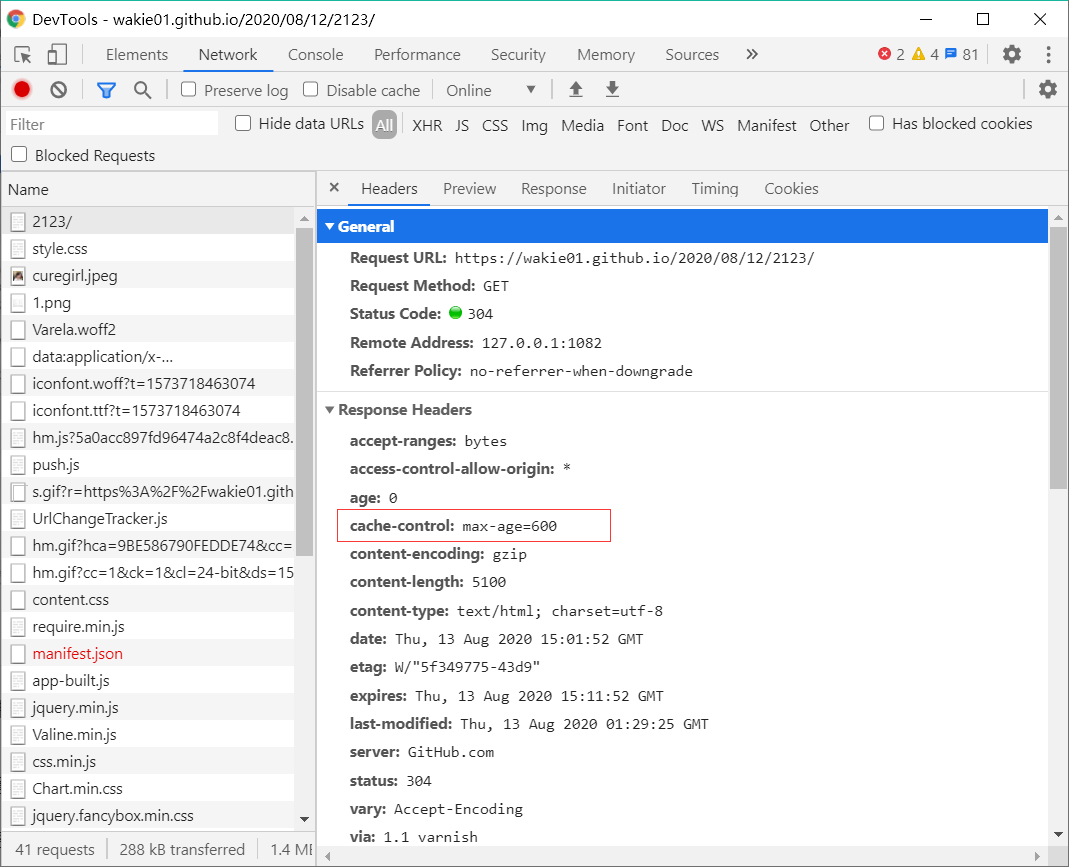 DevTools - wakie01.github.io/2020/08/12/2123/
Elements Network Console Performance Security Memory Sources » 2 4 81
Preserve log Disable cache Online
Filter Hide data URLs All XHR JS CSS Img Media Font Doc WS Manifest Other Has blocked cookies
Blocked Requests
Name
2123/
style.css
curegirl.jpeg
1.png
Varela.woff2
data:application/x-...
iconfont.woff?t=1573718463074
iconfont.ttf?t=1573718463074
hm.js?5a0acc897fd96474a2c8f4deac8.
push.js
s.gif?r=https%3A%2F%2Fwakie01.gith
UrlChangeTracker.js
hm.gif?hca=9BE586790FEDDE74&cc=
hm.gif?cc=1&ck=1&cl=24-bit&ds=15
content.css
require.min.js
manifest.json
app-built.js
jquery.min.js
Valine.min.js
css.min.js
Chart.min.css
jquery.fancybox.min.css
41 requests 288 kB transferred 1.4 ME
× Headers Preview Response Initiator Timing Cookies
General
Request URL: https://wakie01.github.io/2020/08/12/2123/
Request Method: GET
Status Code: 304
Remote Address: 127.0.0.1:1082
Referrer Policy: no-referrer-when-downgrade
Response Headers
accept-ranges: bytes
access-control-allow-origin: *
age: 0
cache-control: max-age=600
content-encoding: gzip
content-length: 5100
content-type: text/html; charset=utf-8
date: Thu, 13 Aug 2020 15:01:52 GMT
etag: W/"5f349775-43d9"
expires: Thu, 13 Aug 2020 15:11:52 GMT
last-modified: Thu, 13 Aug 2020 01:29:25 GMT
server: GitHub.com
status: 304
vary: Accept-Encoding
via: 1.1 varnish